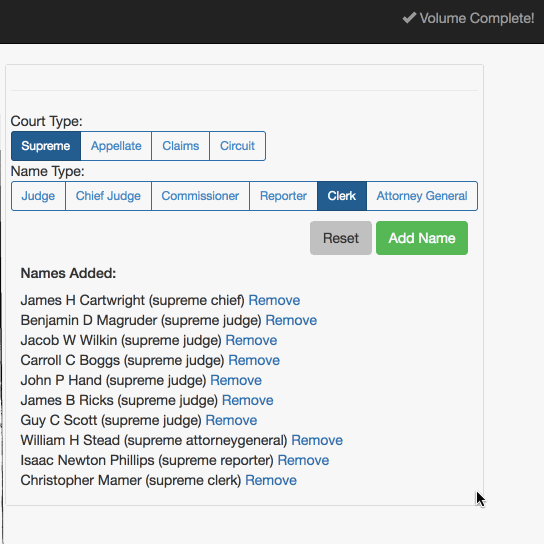 Volume Complete!
Court Type:
Supreme Appellate Claims Circuit
Name Type:
Judge Chief Judge Commissioner Reporter Clerk Attorney General
Reset Add Name
Names Added:
James H Cartwright (supreme chief) Remove
Benjamin D Magruder (supreme judge) Remove
Jacob W Wilkin (supreme judge) Remove
Carroll C Boggs (supreme judge) Remove
John P Hand (supreme judge) Remove
James B Ricks (supreme judge) Remove
Guy C Scott (supreme judge) Remove
William H Stead (supreme attorneygeneral) Remove
Isaac Newton Phillips (supreme reporter) Remove
Christopher Mamer (supreme clerk) Remove